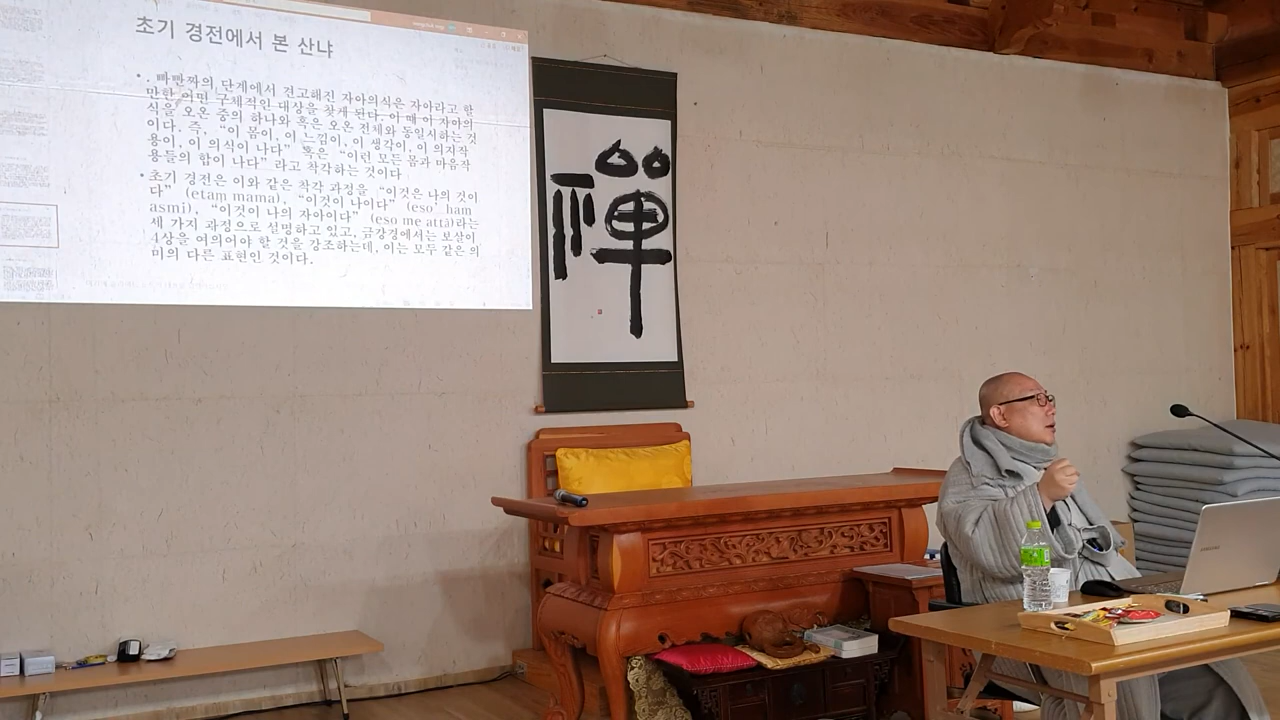 초기 경전에서 본 산냐
• . 빠빤짜의 단계에서 견고해진 자아의식은 자아라고 할
만한 어떤 구체적인 대상을 찾게 된다. 이 때 이 자아의
식을 오온 중의 하나와 혹은 오온 전체와 동일시하는 것
이다. 즉, “이 몸이, 이 느낌이, 이 생각이, 이 의지작
용이, 이 의식이 나다” 혹은 “이런 모든 몸과 마음작
용들의 합이 나다” 라고 착각하는 것이다
• 초기 경전은 이와 같은 착각 과정을 “이것은 나의 것이
다” (etaṃ mama), “이것이 나이다” (eso' ham
asmi), “이것이 나의 자아이다” (eso me attā)라는
세 가지 과정으로 설명하고 있고, 금강경에서는 보살이
4상을 여의어야 할 것을 강조하는데, 이는 모두 같은 의
미의 다른 표현인 것이다.
禪
SAMSUNG